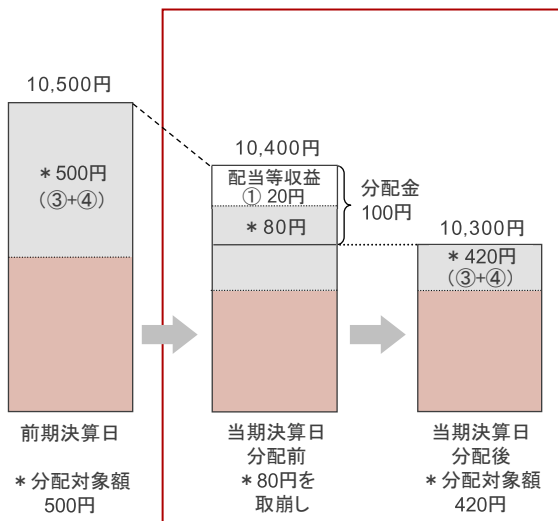 10,500円
＊500円
(③+④)
前期決算日
＊分配対象額
500円
10,400円
配当等収益
① 20円
＊80円
分配金
100円
当期決算日
分配前
＊80円を
取崩し
10,300円
＊420円
(③+④)
当期決算日
分配後
＊分配対象額
420円